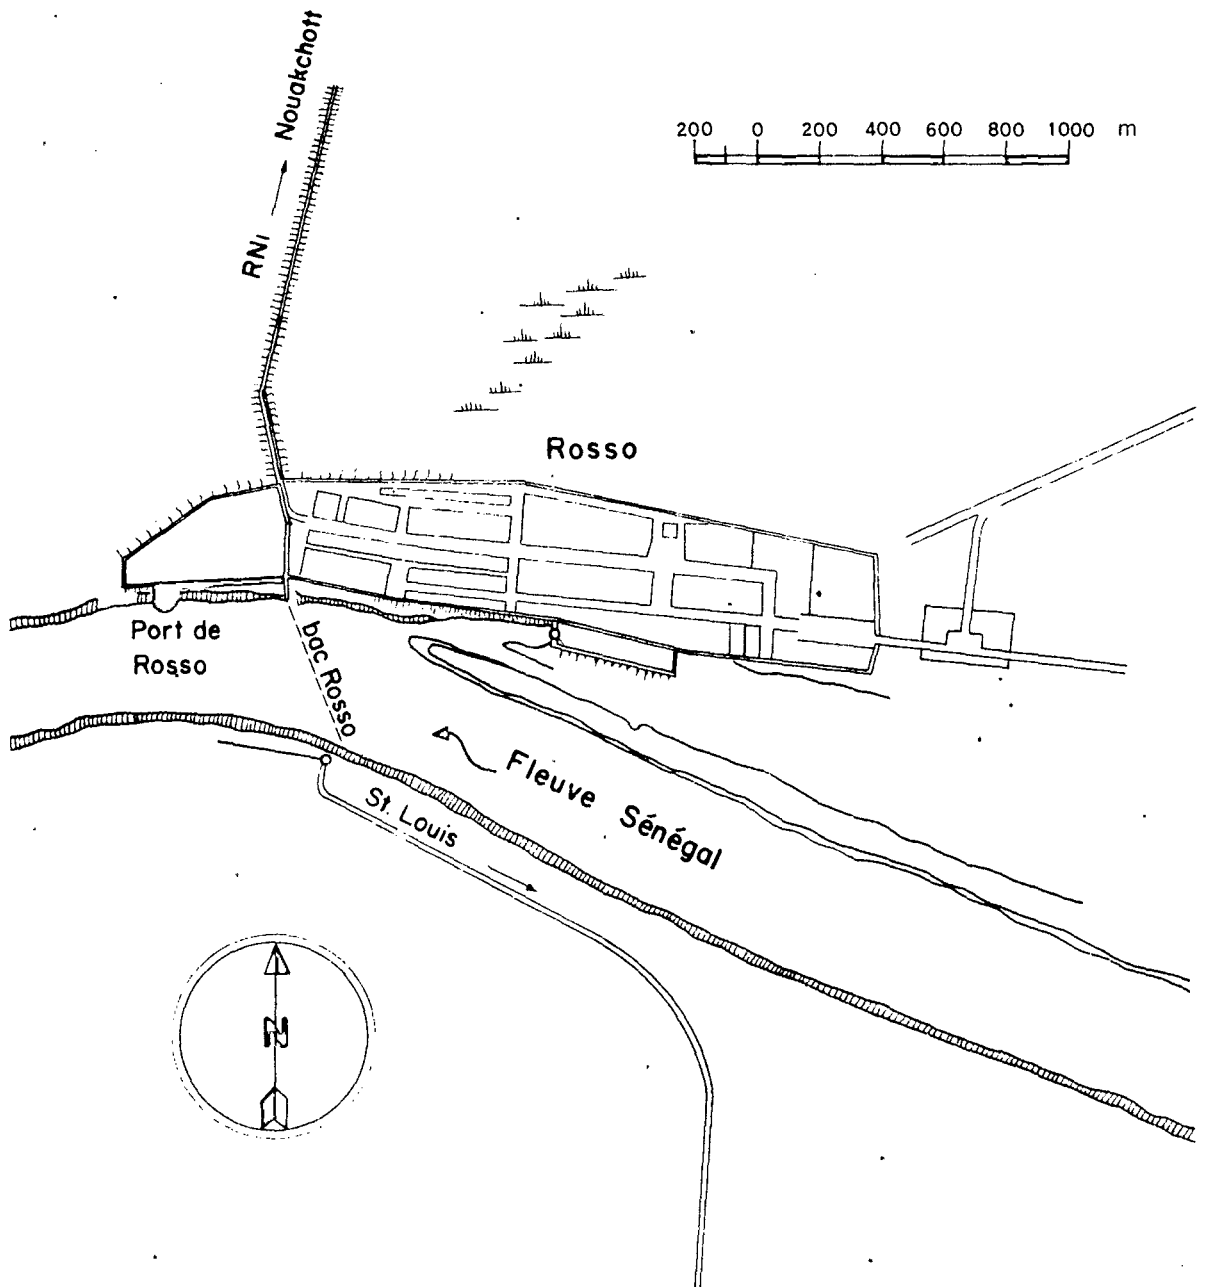 RN1 → Nouakchott
200 0 200 400 600 800 1000 m
Rosso
Port de
Rosso
bac Rosso
Fleuve Sénégal
St. Louis
N